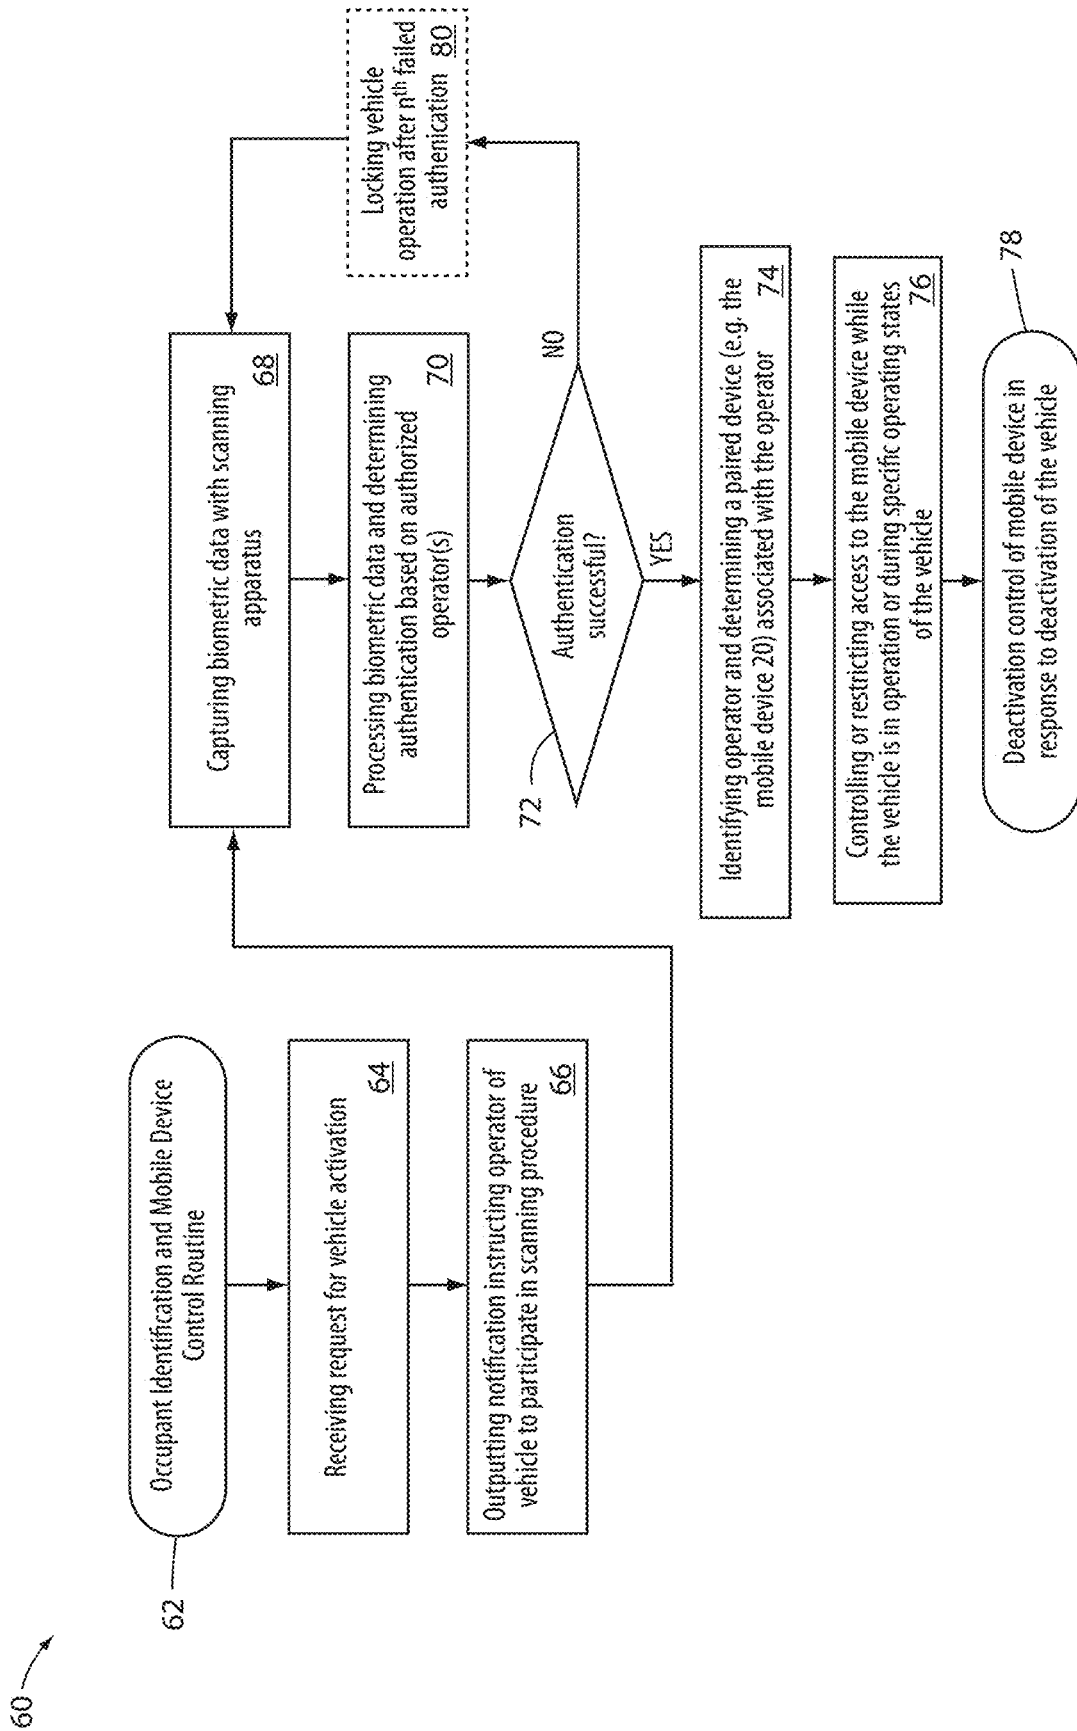 60
62
Occupant Identification and Mobile Device
Control Routine
Receiving request for vehicle activation
64
Outputting notification instructing operator of
vehicle to participate in scanning procedure
66
Capturing biometric data with scanning
apparatus
68
Processing biometric data and determining
authentication based on authorized
operator(s)
70
72
Authentication
successful?
NO
YES
Locking vehicle
operation after nth failed
authenication
80
Identifying operator and determining a paired device (e.g. the
mobile device 20) associated with the operator
74
Controlling or restricting access to the mobile device while
the vehicle is in operation or during specific operating states
of the vehicle
76
Deactivation control of mobile device in
response to deactivation of the vehicle
78